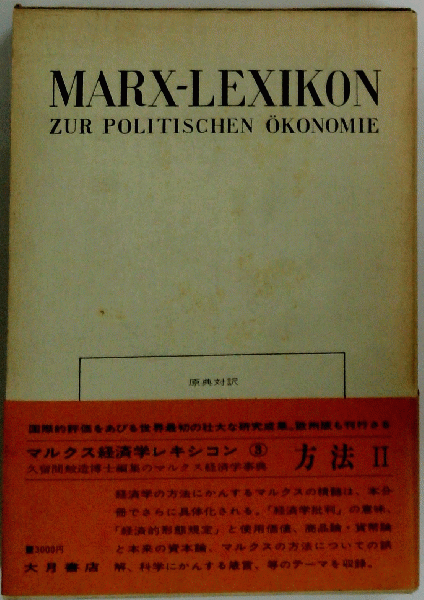 MARX-LEXIKON
ZUR POLITISCHEN ÖKONOMIE
原典対訳
国際的評価をあびる世界最初の壮大な研究成果。欧州版も刊行さる
マルクス経済学レキシコン ③ 方法 II
久留間鮫造博士編集のマルクス経済学事典
経済学の方法にかんするマルクスの積極は、本分
冊でさらに具体化される。「経済学批判」の意味、
「経済的形態規定」と使用価値、商品論・貨幣論
と本来の資本論、マルクスの方法についての誤
解、科学にかんする箴言、等のテーマを収録。
3000円
大月書店